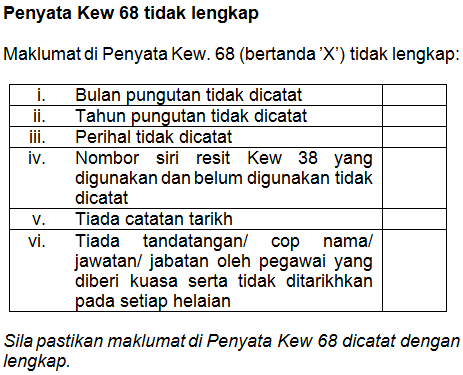 Penyata Kew 68 tidak lengkap
Maklumat di Penyata Kew. 68 (bertanda ’X’) tidak lengkap:
i. Bulan pungutan tidak dicatat
ii. Tahun pungutan tidak dicatat
iii. Perihal tidak dicatat
iv. Nombor siri resit Kew 38 yang
digunakan dan belum digunakan tidak
dicatat
v. Tiada catatan tarikh
vi. Tiada tandatangan/ cop nama/
jawatan/ jabatan oleh pegawai yang
diberi kuasa serta tidak ditarikhkan
pada setiap helaian
Sila pastikan maklumat di Penyata Kew 68 dicatat dengan
lengkap.